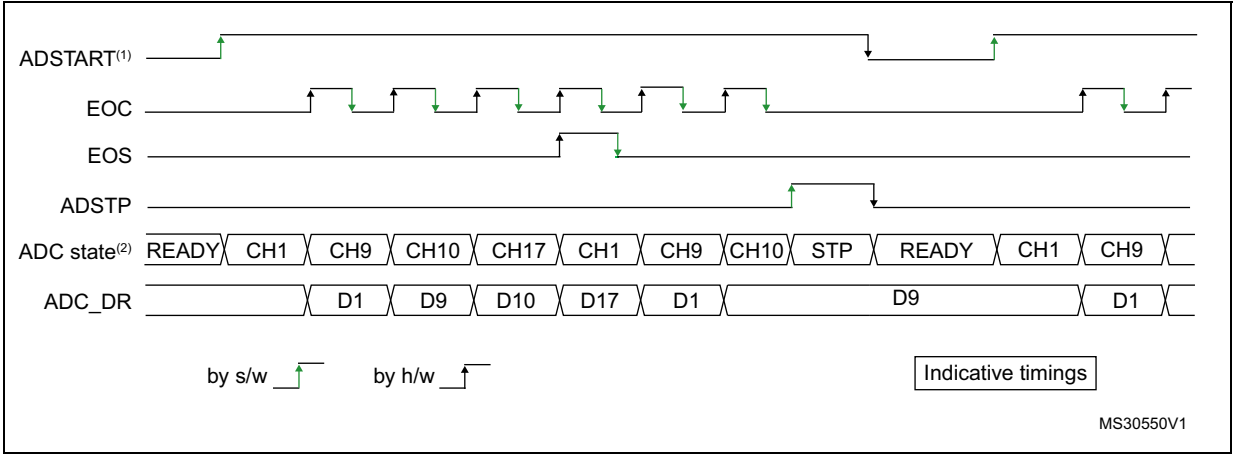 ADSTART(1)
EOC
EOS
ADSTP
ADC state(2) READY CH1 CH9 CH10 CH17 CH1 CH9 CH10 STP READY CH1 CH9
ADC_DR D1 D9 D10 D17 D1 D9 D1
by s/w by h/w Indicative timings
MS30550V1